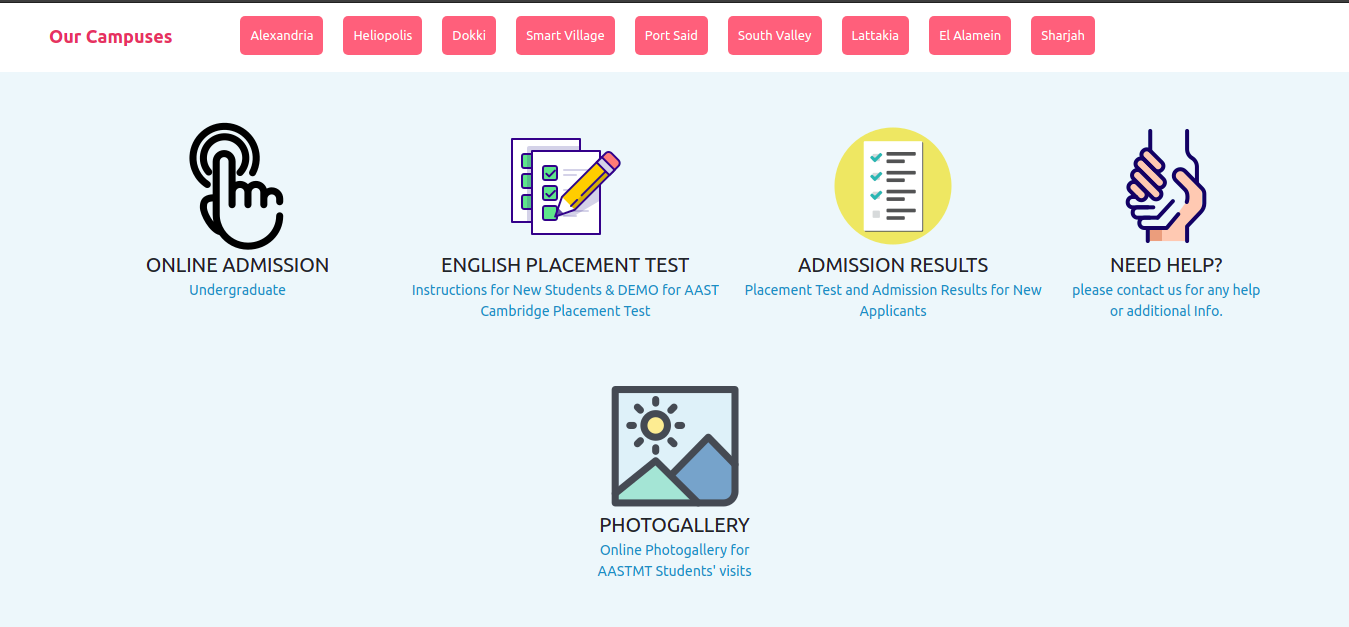 Our Campuses
Alexandria
Heliopolis
Dokki
Smart Village
Port Said
South Valley
Lattakia
El Alamein
Sharjah
ONLINE ADMISSION
Undergraduate
ENGLISH PLACEMENT TEST
Instructions for New Students & DEMO for AAST
Cambridge Placement Test
ADMISSION RESULTS
Placement Test and Admission Results for New
Applicants
NEED HELP?
please contact us for any help
or additional Info.
PHOTOGALLERY
Online Photogallery for
AASTMT Students' visits